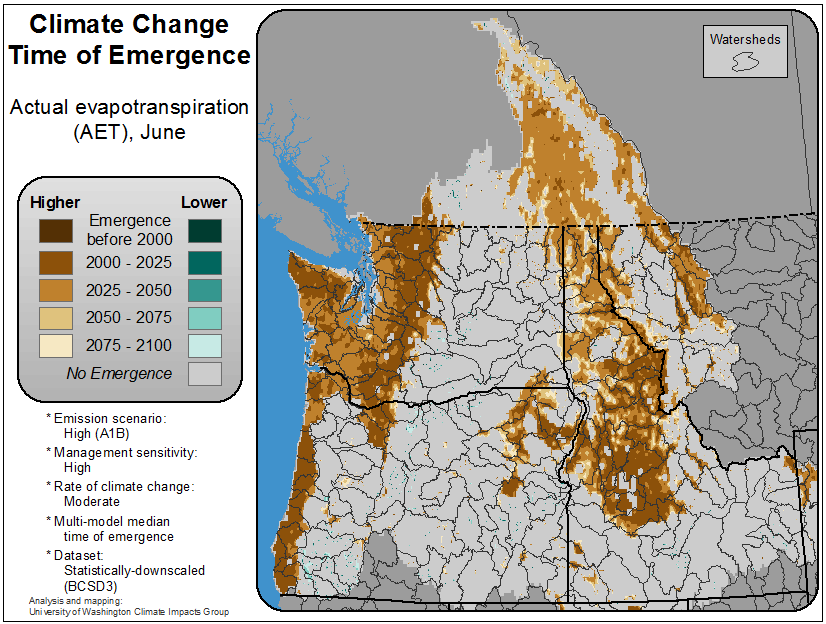 Climate Change
Time of Emergence
Actual evapotranspiration
(AET), June
Higher
Lower
Emergence
before 2000
2000 - 2025
2025 - 2050
2050 - 2075
2075 - 2100
No Emergence
* Emission scenario:
High (A1B)
* Management sensitivity:
High
* Rate of climate change:
Moderate
* Multi-model median
time of emergence
* Dataset:
Statistically-downscaled
(BCSD3)
Analysis and mapping:
University of Washington Climate Impacts Group
Watersheds